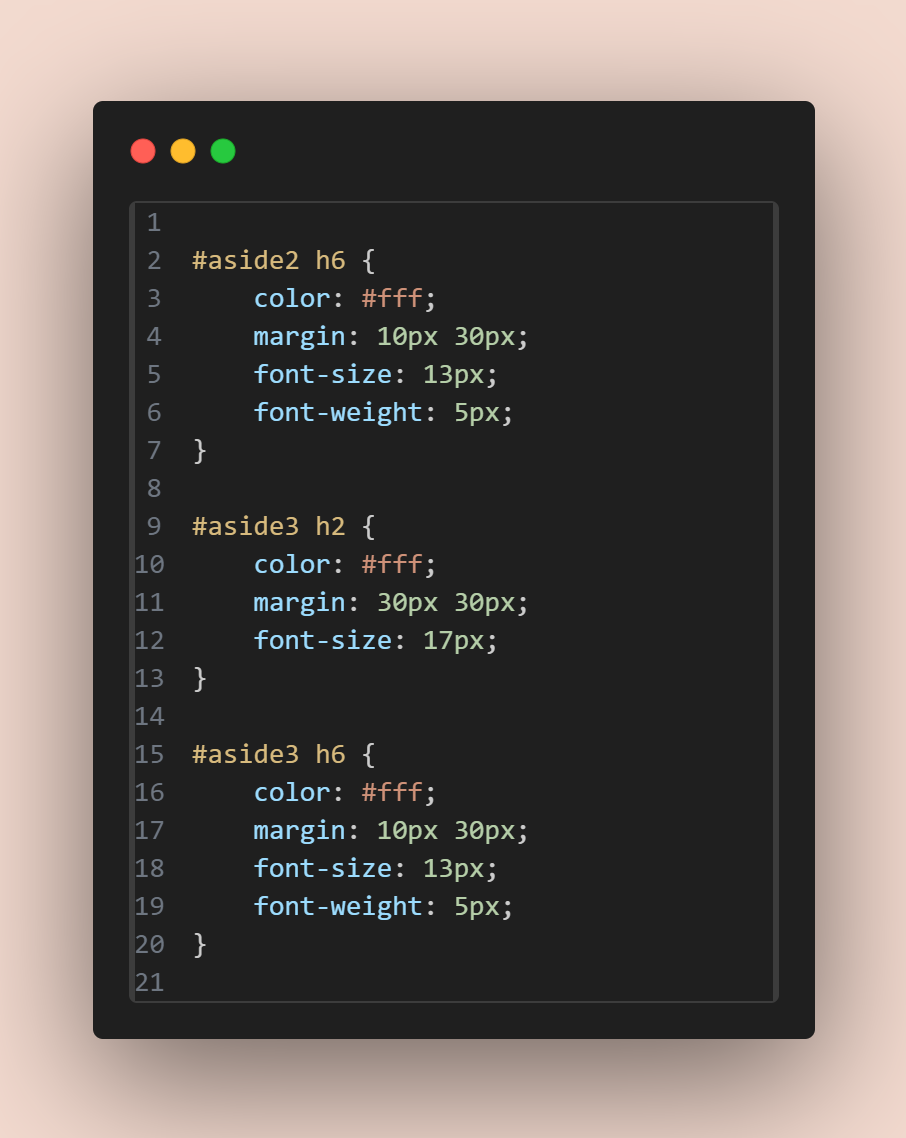 1
2 #aside2 h6 {
3     color: #fff;
4     margin: 10px 30px;
5     font-size: 13px;
6     font-weight: 5px;
7 }
8
9 #aside3 h2 {
10     color: #fff;
11     margin: 30px 30px;
12     font-size: 17px;
13 }
14
15 #aside3 h6 {
16     color: #fff;
17     margin: 10px 30px;
18     font-size: 13px;
19     font-weight: 5px;
20 }
21